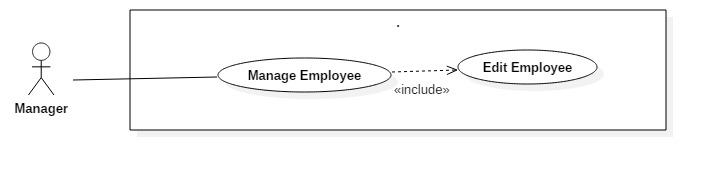 Manage Employee
Edit Employee
«include»
Manager